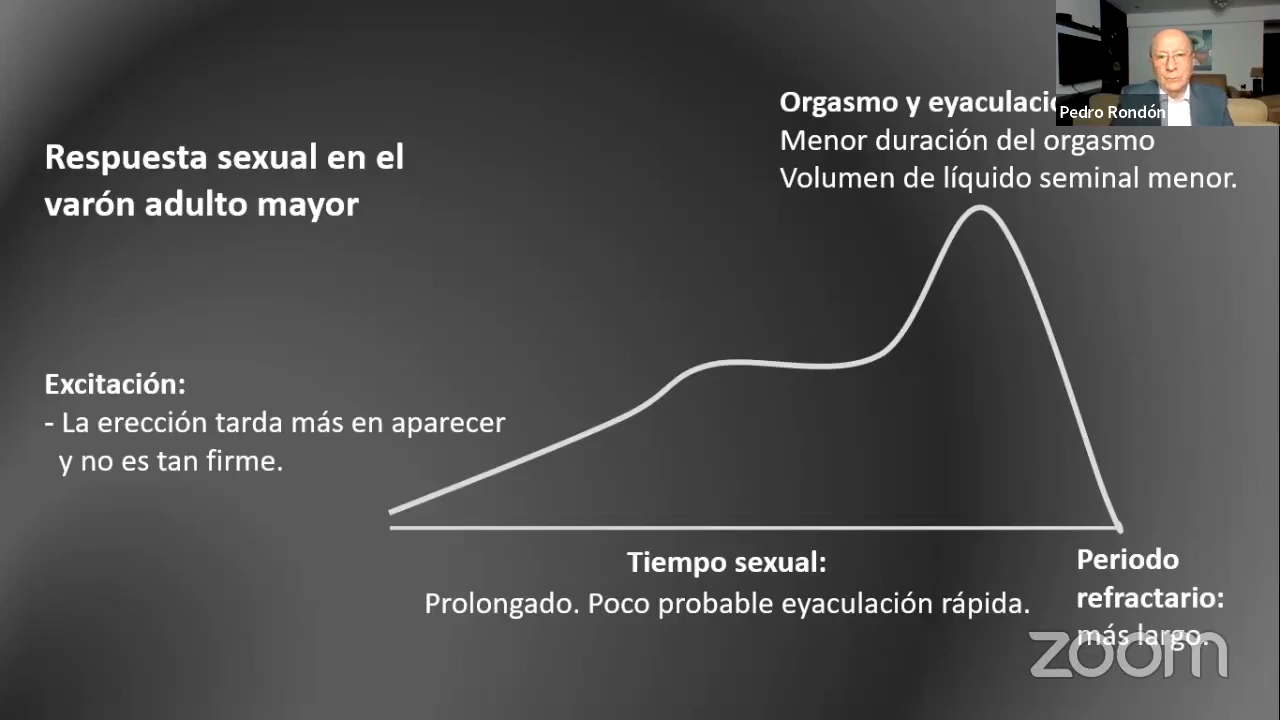 Pedro Rondón
Orgasmo y eyaculació
Menor duración del orgasmo
Volumen de líquido seminal menor.
Respuesta sexual en el
varón adulto mayor
Excitación:
- La erección tarda más en aparecer
y no es tan firme.
Tiempo sexual:
Prolongado. Poco probable eyaculación rápida.
Periodo
refractario:
más largo.
zoom